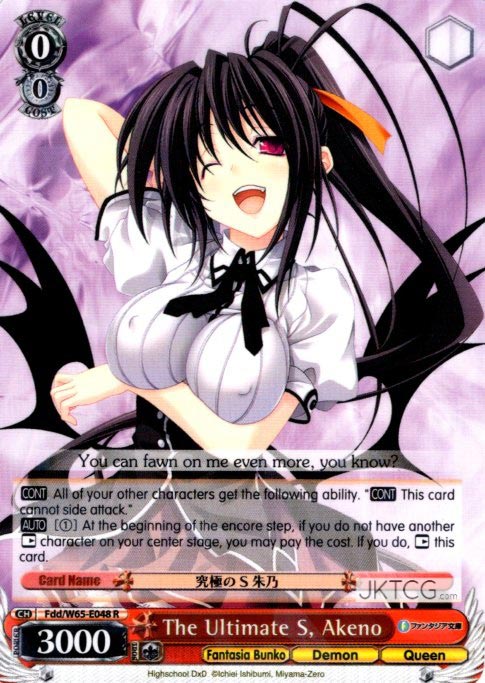 LEVEL
0
0
COST
You can fawn on me even more, you know?
CONT All of your other characters get the following ability. "CONT This card
cannot side attack."
AUTO [①] At the beginning of the encore step, if you do not have another
character on your center stage, you may pay the cost. If you do, this
card.
Card Name 究極のS 朱乃
JKTCG.com
CH Fdd/W65-E048 R
POWER 3000 SOUL The Ultimate S, Akeno ファンタジア文庫
Fantasia Bunko Demon Queen
Highschool DxD ©Ichiei Ishibumi, Miyama-Zero